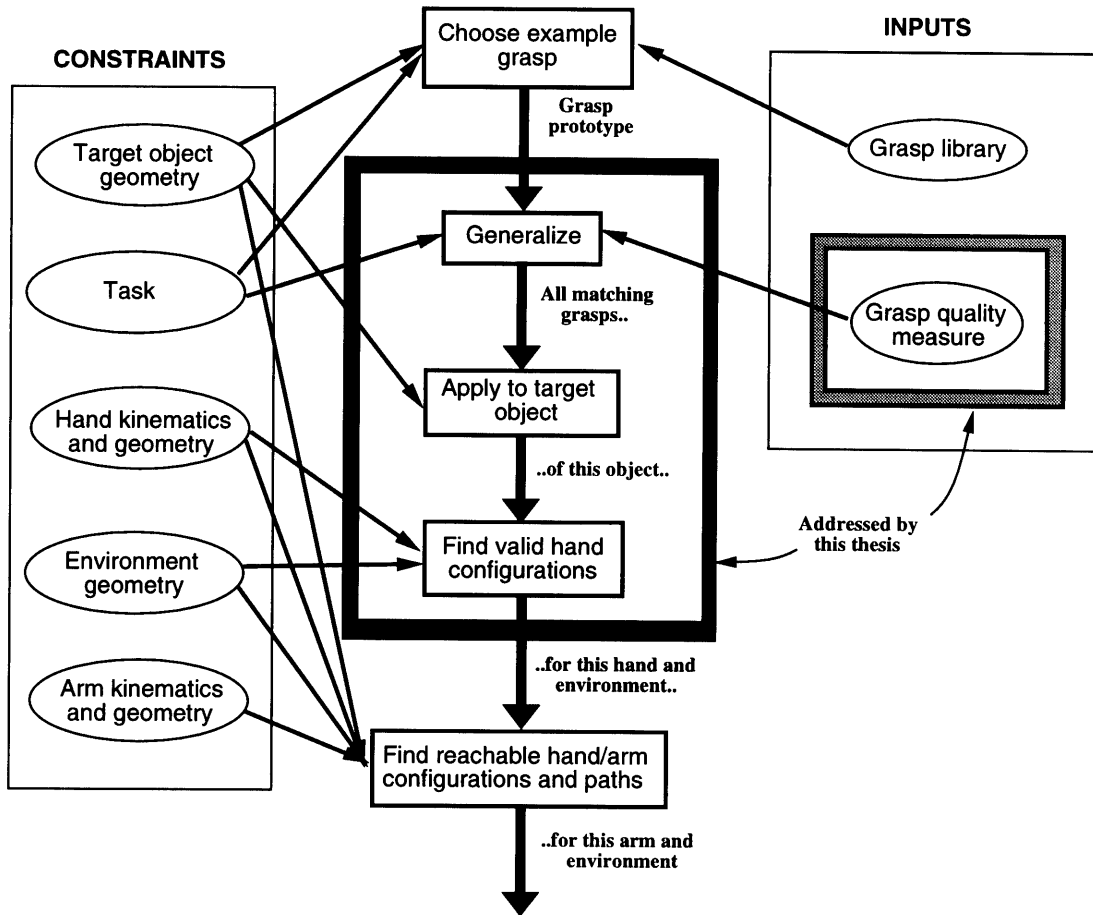 CONSTRAINTS
Target object
geometry
Task
Hand kinematics
and geometry
Environment
geometry
Arm kinematics
and geometry
Choose example
grasp
Grasp
prototype
Generalize
All matching
grasps..
Apply to target
object
..of this object..
Find valid hand
configurations
..for this hand and
environment..
Find reachable hand/arm
configurations and paths
..for this arm and
environment
INPUTS
Grasp library
Grasp quality
measure
Addressed by
this thesis